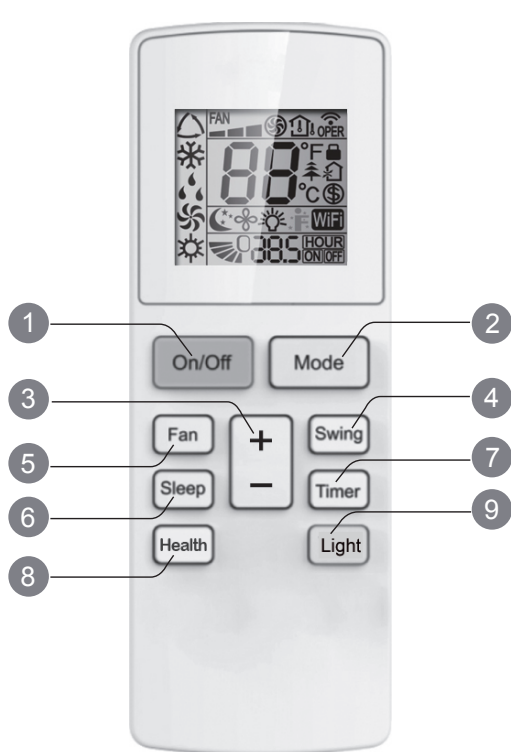 FAN
OPER
88 °F
°C
WiFi
38.5 HOUR
ON OFF
1 2
On/Off Mode
3 4
Fan + Swing
5 7
Sleep − Timer
6 9
Health Light
8